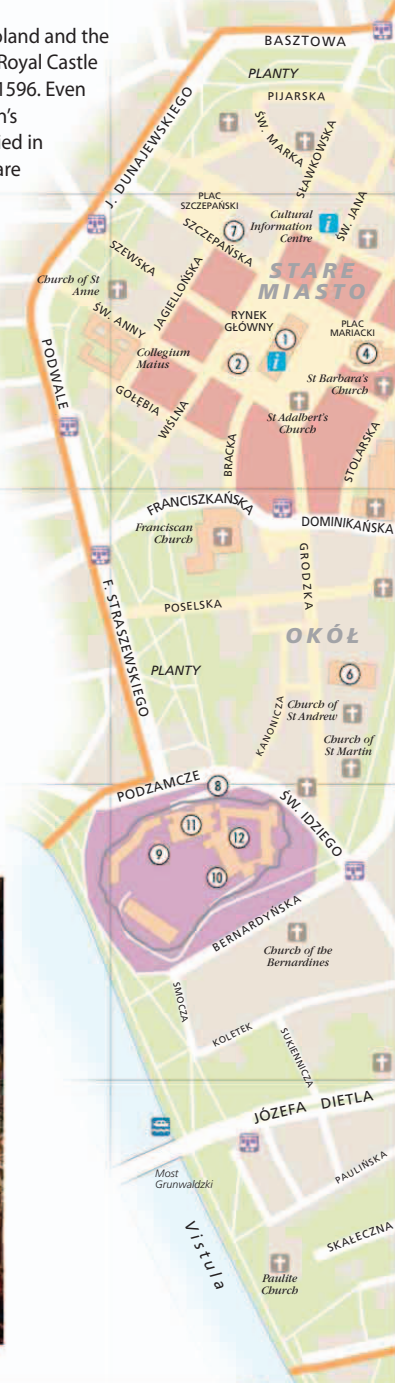 oland and the
Royal Castle
1596. Even
n's
ied in
are
BASZTOWA
PLANTY
PIJARSKA
J. DUNAJEWSKIEGO
ŚW. MARKA
SŁAWKOWSKA
PLAC
SZCZEPAŃSKI
ŚW. JANA
Cultural
Information
Centre
i
7
SZCZEPAŃSKA
SZEWSKA
JAGIELLOŃSKA
STARE
MIASTO
Church of St
Anne
ŚW. ANNY
RYNEK
GŁÓWNY
1
PLAC
MARIACKI
4
Collegium
Maius
2
i
St Barbara's
Church
PODWALE
GOŁĘBIA
WIŚLNA
St Adalbert's
Church
BRACKA
STOLARSKA
FRANCISZKAŃSKA
DOMINIKAŃSKA
Franciscan
Church
GRODZKA
F. STRASZEWSKIEGO
POSELSKA
OKÓŁ
PLANTY
6
KANONICZA
Church of
St Andrew
Church of
St Martin
PODZAMCZE
8
ŚW. IDZIEGO
11
12
9
10
BERNARDYŃSKA
Church of the
Bernardines
SMOCZA
KOLETEK
SUKIENNICZA
JÓZEFA DIETLA
Most
Grunwaldzki
PAULIŃSKA
Vistula
SKAŁECZNA
Paulite
Church